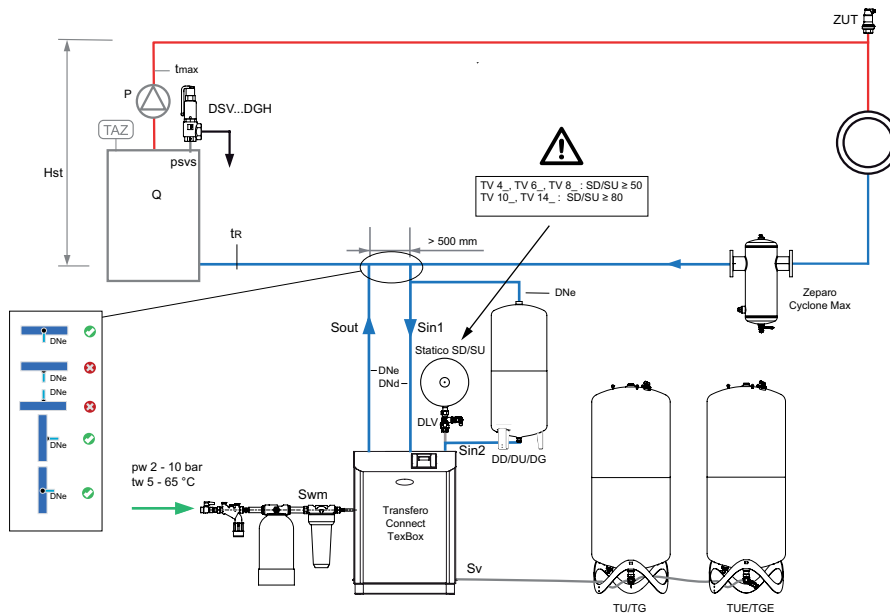 ZUT
tmax
P
DSV...DGH
TAZ
psvs
Hst
Q
TV 4_, TV 6_, TV 8_ : SD/SU ≥ 50
TV 10_, TV 14_ : SD/SU ≥ 80
tR
> 500 mm
DNe
Zeparo
Cyclone Max
Sout
Sin1
Statico SD/SU
DNe
DNd
DLV
Sin2
DD/DU/DG
DNe
DNe
DNe
DNe
DNe
pw 2 - 10 bar
tw 5 - 65 °C
Swm
Transfero
Connect
TexBox
Sv
TU/TG
TUE/TGE